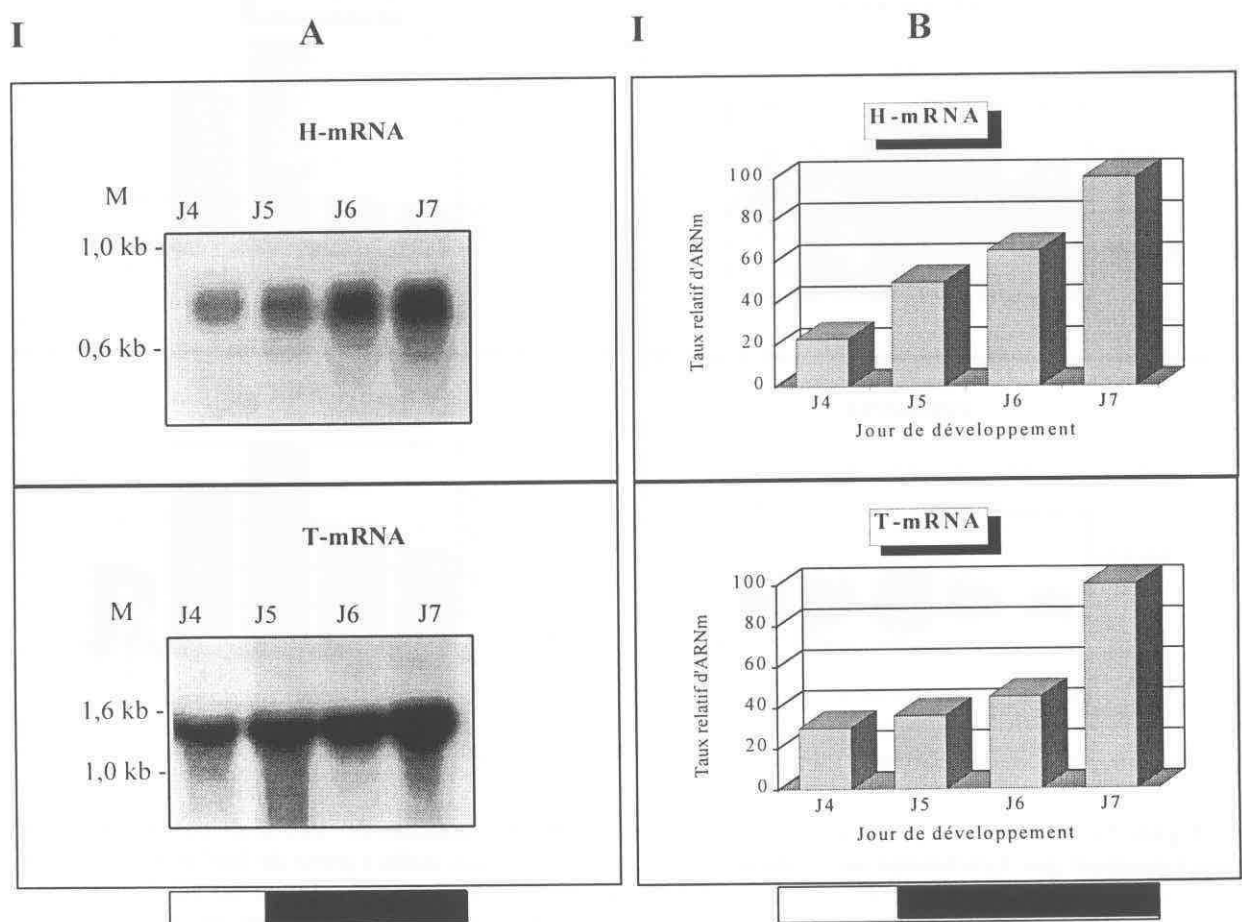 I A I B
H-mRNA
M J4 J5 J6 J7
1,0 kb -
0,6 kb -
H-mRNA
Taux relatif d'ARNm
100
80
60
40
20
0
J4 J5 J6 J7
Jour de développement
T-mRNA
M J4 J5 J6 J7
1,6 kb -
1,0 kb -
T-mRNA
Taux relatif d'ARNm
100
80
60
40
20
0
J4 J5 J6 J7
Jour de développement